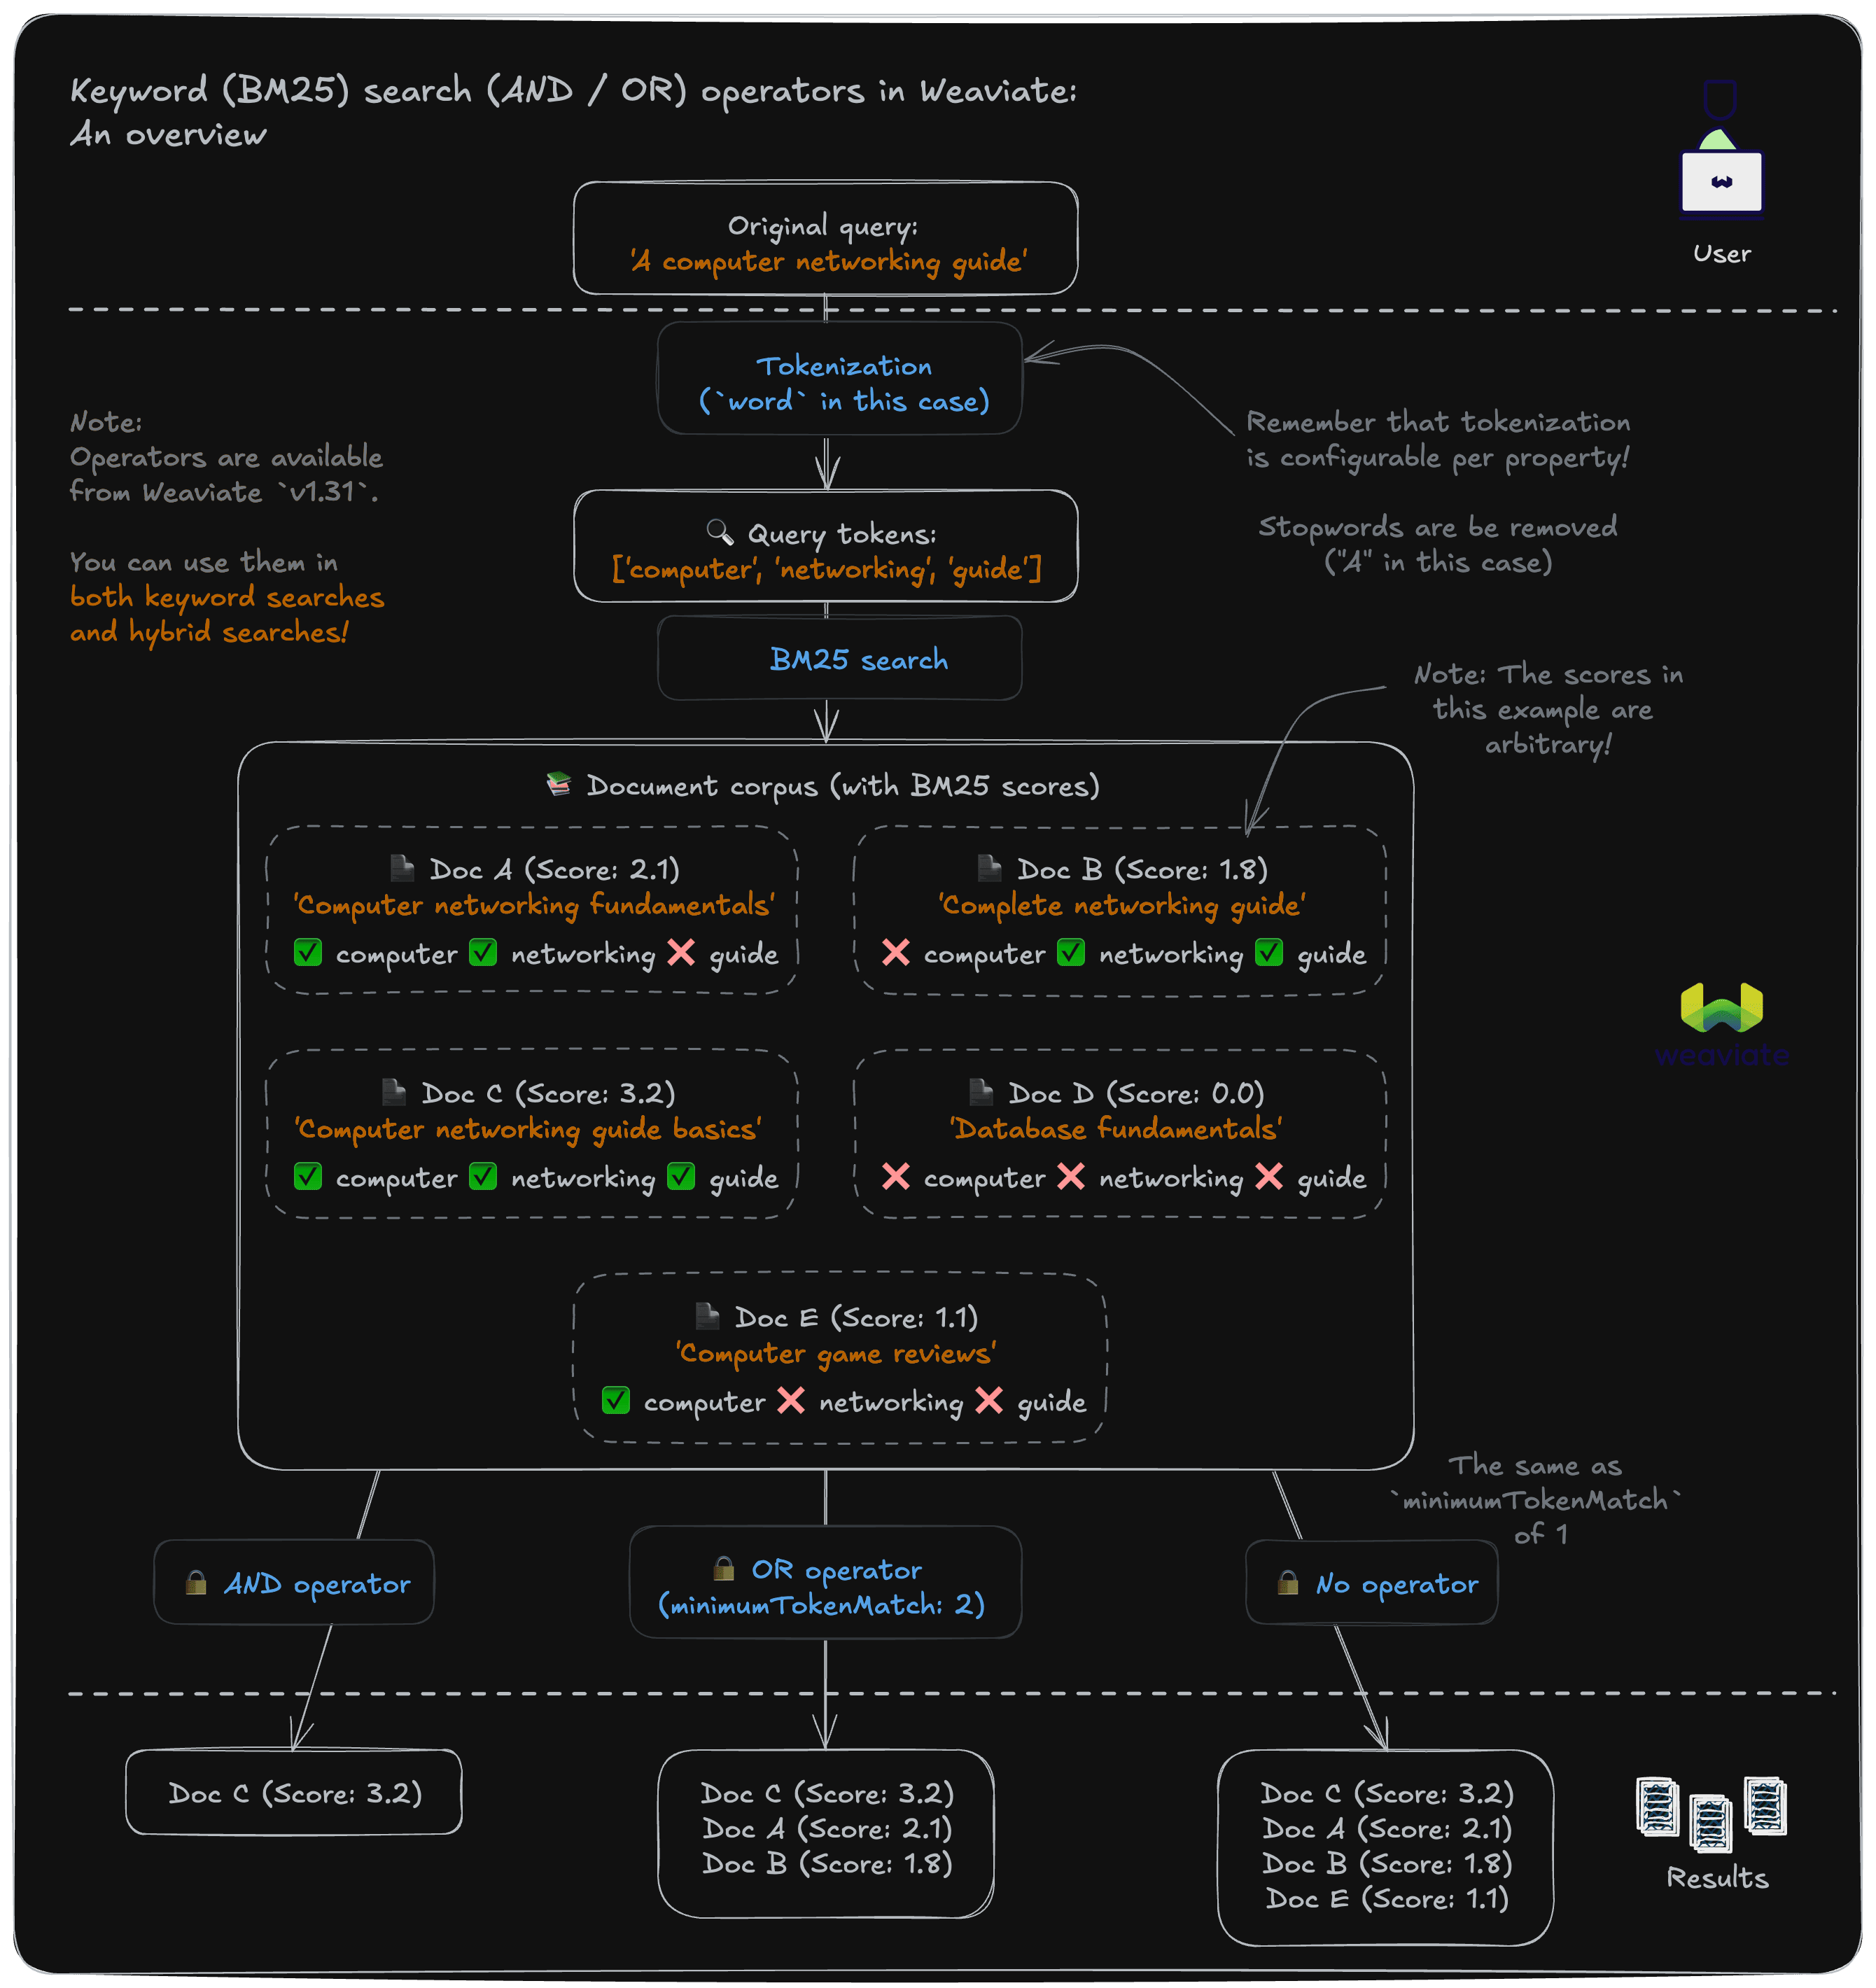 Keyword (BM25) search (AND / OR) operators in Weaviate:
An overview
User
Original query:
'A computer networking guide'
Tokenization
(`word` in this case)
Note:
Operators are available
from Weaviate `v1.31`.
You can use them in
both keyword searches
and hybrid searches!
Remember that tokenization
is configurable per property!
Stopwords are be removed
("A" in this case)
🔍 Query tokens:
['computer', 'networking', 'guide']
BM25 search
Note: The scores in
this example are
arbitrary!
📚 Document corpus (with BM25 scores)
Doc A (Score: 2.1)
'Computer networking fundamentals'
✅ computer ✅ networking ❌ guide
Doc B (Score: 1.8)
'Complete networking guide'
❌ computer ✅ networking ✅ guide
weaviate
Doc C (Score: 3.2)
'Computer networking guide basics'
✅ computer ✅ networking ✅ guide
Doc D (Score: 0.0)
'Database fundamentals'
❌ computer ❌ networking ❌ guide
Doc E (Score: 1.1)
'Computer game reviews'
✅ computer ❌ networking ❌ guide
The same as
`minimumTokenMatch`
of 1
🔒 AND operator
🔒 OR operator
(minimumTokenMatch: 2)
🔒 No operator
Doc C (Score: 3.2)
Doc C (Score: 3.2)
Doc A (Score: 2.1)
Doc B (Score: 1.8)
Doc C (Score: 3.2)
Doc A (Score: 2.1)
Doc B (Score: 1.8)
Doc E (Score: 1.1)
Results